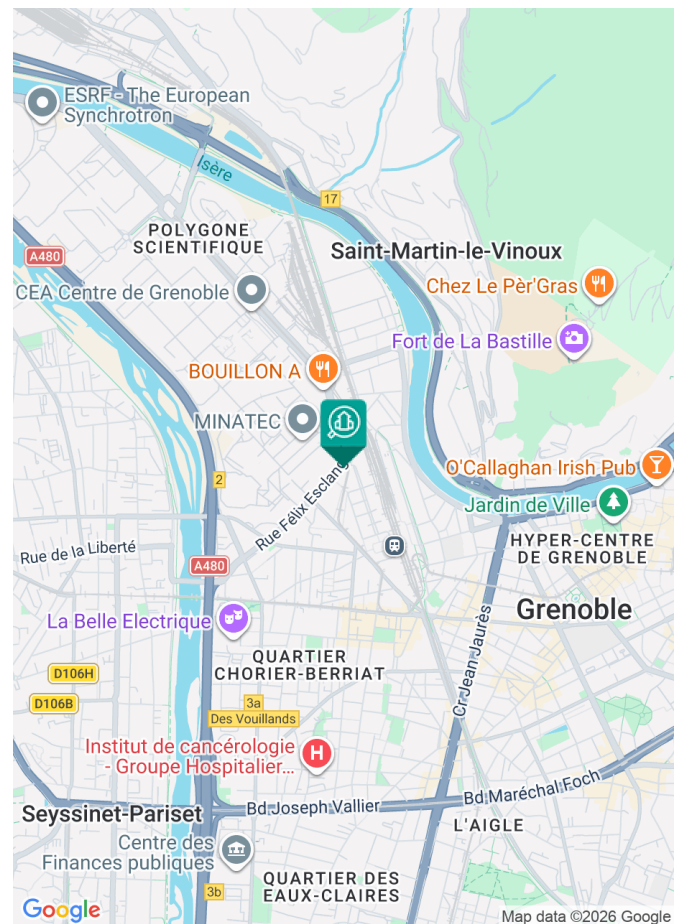 ESRF - The European
Synchrotron
Isère
17
POLYGONE
SCIENTIFIQUE
Saint-Martin-le-Vinoux
A480
CEA Centre de Grenoble
Chez Le Pèr'Gras
Fort de La Bastille
BOUILLON A
MINATEC
O'Callaghan Irish Pub
2
Rue Félix Esclang
Jardin de Ville
Rue de la Liberté
HYPER-CENTRE
DE GRENOBLE
A480
La Belle Electrique
Grenoble
QUARTIER
CHORIER-BERRIAT
Cr Jean Jaurès
D106H
D106B
3a
Des Vouillands
Institut de cancérologie
- Groupe Hospitalier...
H
Bd Maréchal Foch
Bd Joseph Vallier
Seyssinet-Pariset
L'AIGLE
Centre des
Finances publiques
QUARTIER DES
EAUX-CLAIRES
3b
Google
Map data ©2026 Google